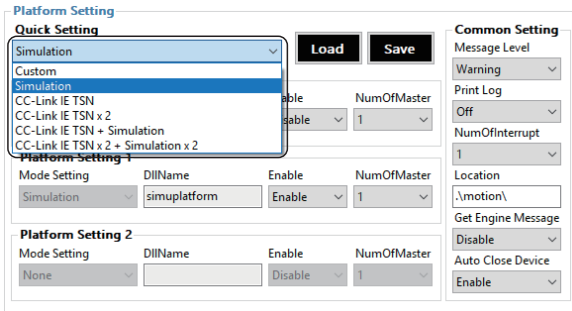 Platform Setting
Quick Setting
Simulation
Load
Save
Custom
Simulation
CC-Link IE TSN
CC-Link IE TSN x 2
CC-Link IE TSN + Simulation
CC-Link IE TSN x 2 + Simulation x 2
NumOfMaster
1
Platform Setting 1
Mode Setting DllName Enable NumOfMaster
Simulation simuplatform Enable 1
Platform Setting 2
Mode Setting DllName Enable NumOfMaster
None Disable 1
Common Setting
Message Level
Warning
Print Log
Off
NumOfInterrupt
1
Location
.\motion\
Get Engine Message
Disable
Auto Close Device
Enable